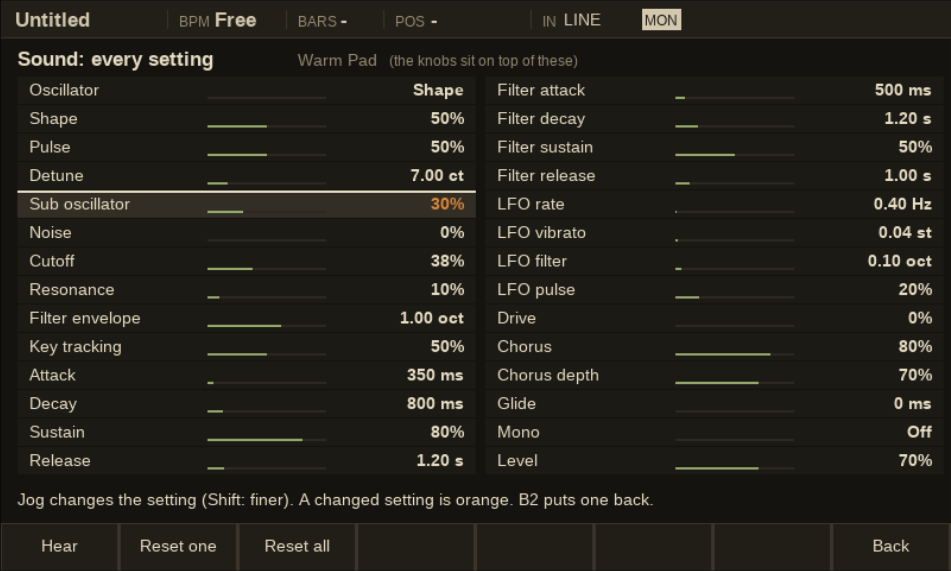 Untitled BPM Free BARS - POS - IN LINE MON
Sound: every setting Warm Pad (the knobs sit on top of these)
Oscillator Shape
Shape 50%
Pulse 50%
Detune 7.00 ct
Sub oscillator 30%
Noise 0%
Cutoff 38%
Resonance 10%
Filter envelope 1.00 oct
Key tracking 50%
Attack 350 ms
Decay 800 ms
Sustain 80%
Release 1.20 s
Filter attack 500 ms
Filter decay 1.20 s
Filter sustain 50%
Filter release 1.00 s
LFO rate 0.40 Hz
LFO vibrato 0.04 st
LFO filter 0.10 oct
LFO pulse 20%
Drive 0%
Chorus 80%
Chorus depth 70%
Glide 0 ms
Mono Off
Level 70%
Jog changes the setting (Shift: finer). A changed setting is orange. B2 puts one back.
Hear Reset one Reset all Back